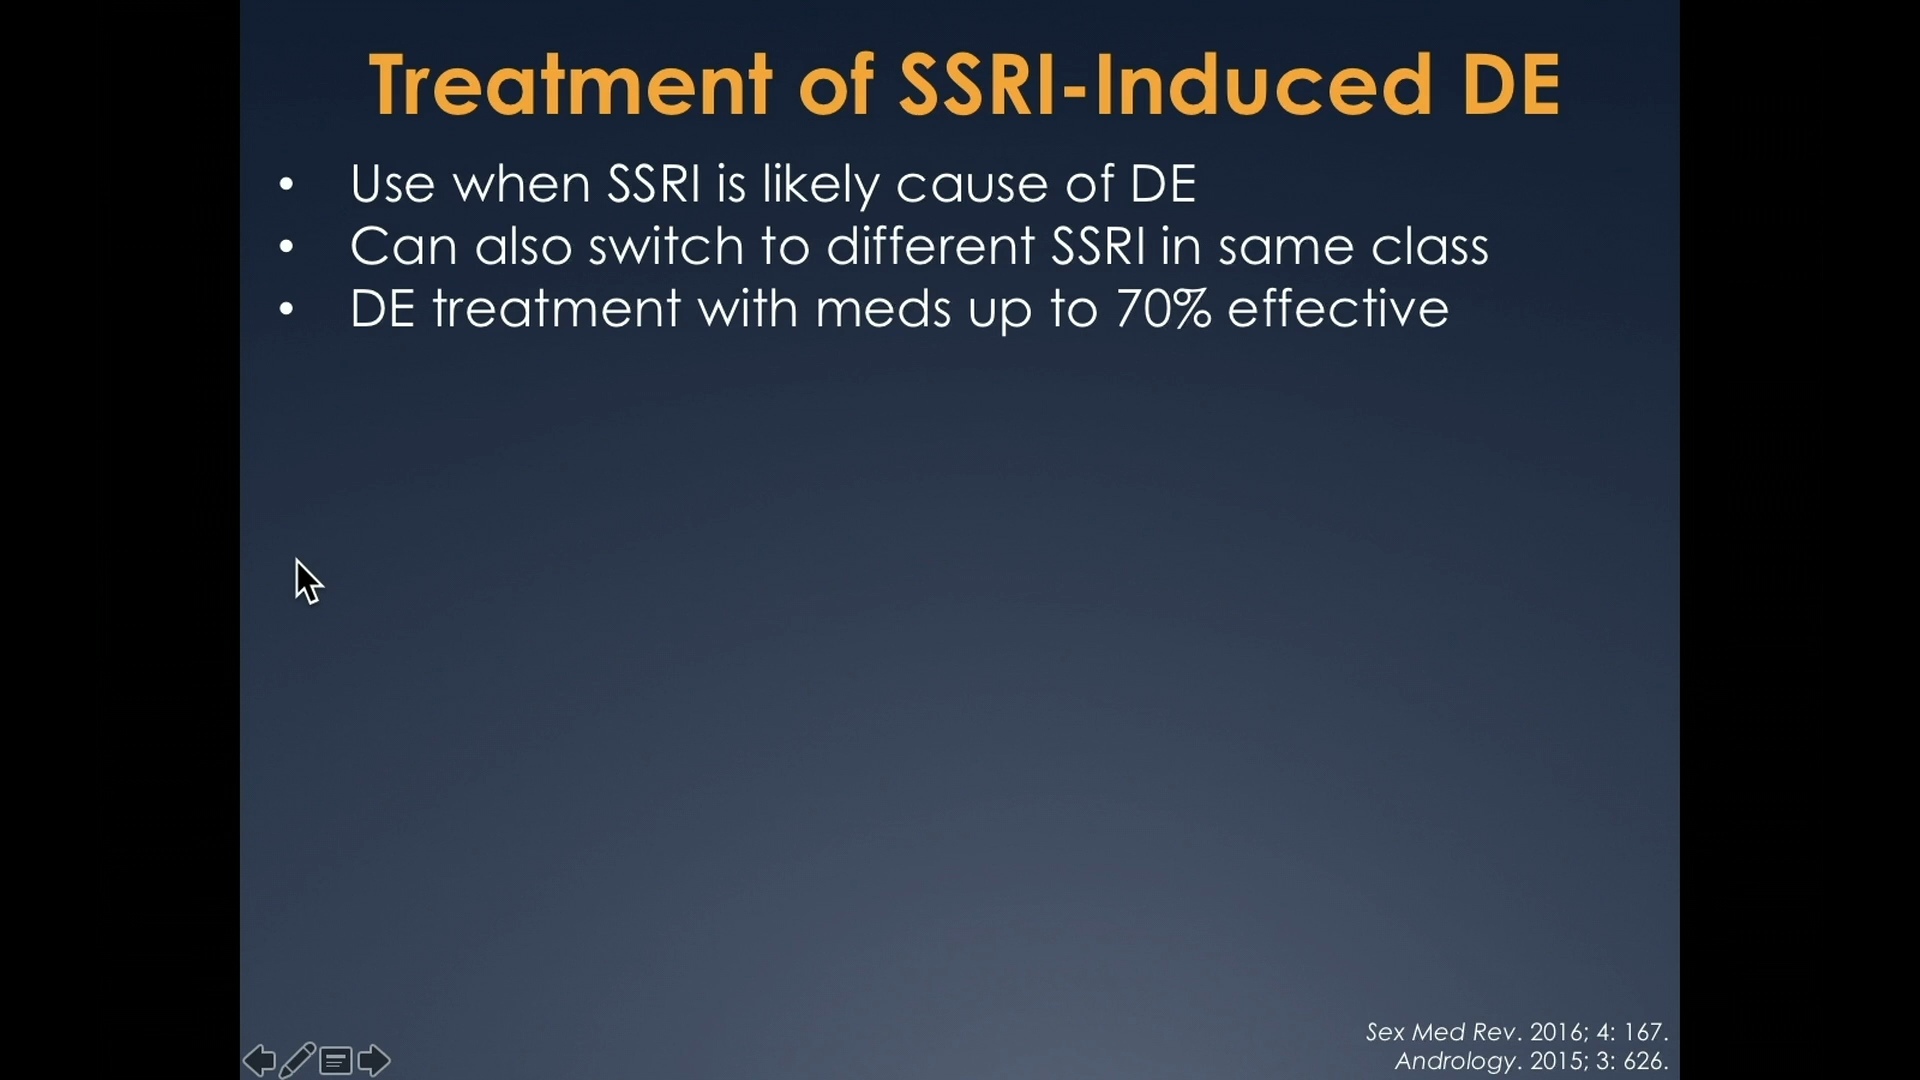 Treatment of SSRI-Induced DE
• Use when SSRI is likely cause of DE
• Can also switch to different SSRI in same class
• DE treatment with meds up to 70% effective
Sex Med Rev. 2016; 4: 167.
Andrology. 2015; 3: 626.